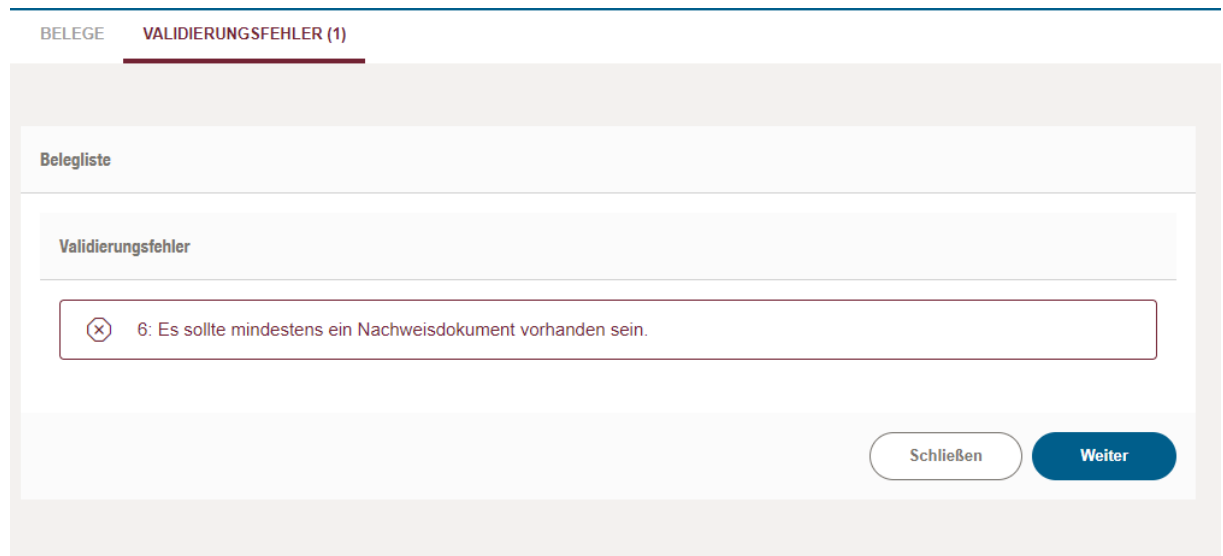 BELEGE VALIDIERUNGSFEHLER (1)
Belegliste
Validierungsfehler
6: Es sollte mindestens ein Nachweisdokument vorhanden sein.
Schließen Weiter